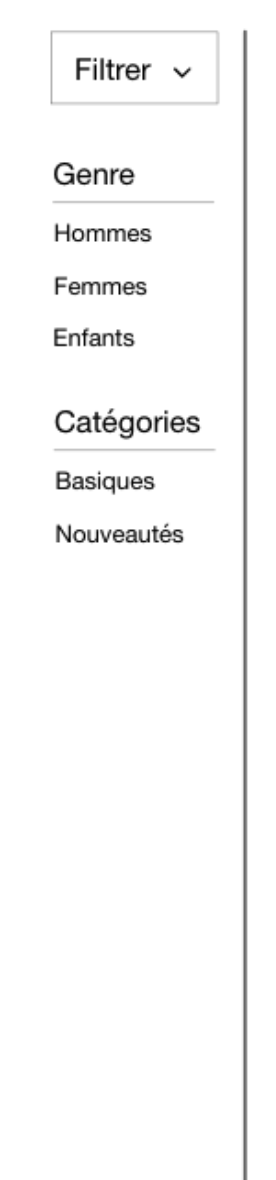 Filtrer
Genre
Hommes
Femmes
Enfants
Catégories
Basiques
Nouveautés